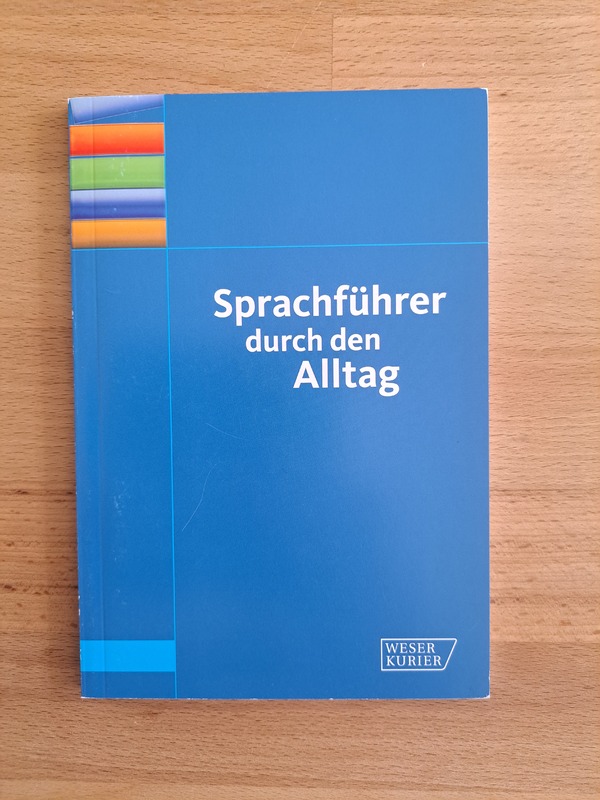 Sprachführer
durch den
Alltag
WESER
KURIER